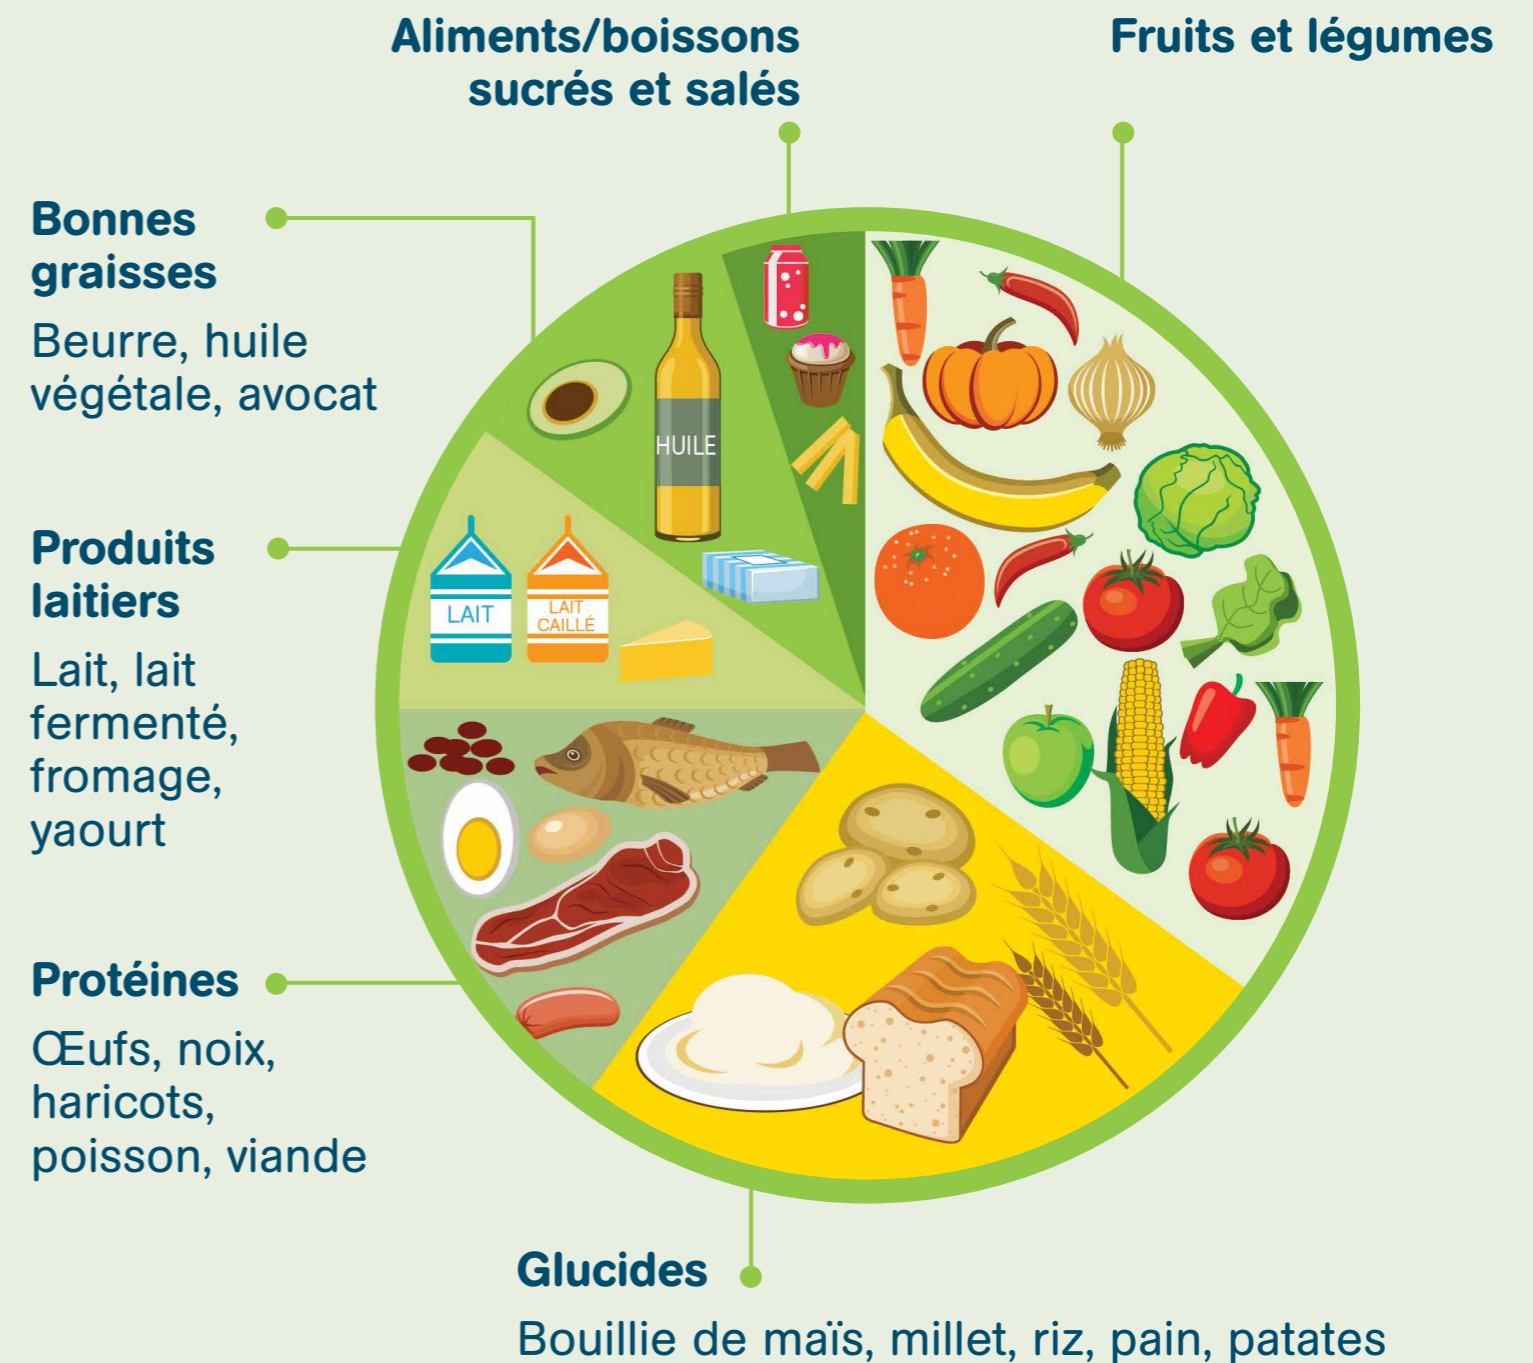 Aliments/boissons
sucrés et salés
Fruits et légumes
Bonnes
graisses
Beurre, huile
végétale, avocat
HUILE
Produits
laitiers
Lait, lait
fermenté,
fromage,
yaourt
LAIT
LAIT
CAILLÉ
Protéines
Œufs, noix,
haricots,
poisson, viande
Glucides
Bouillie de maïs, millet, riz, pain, patates